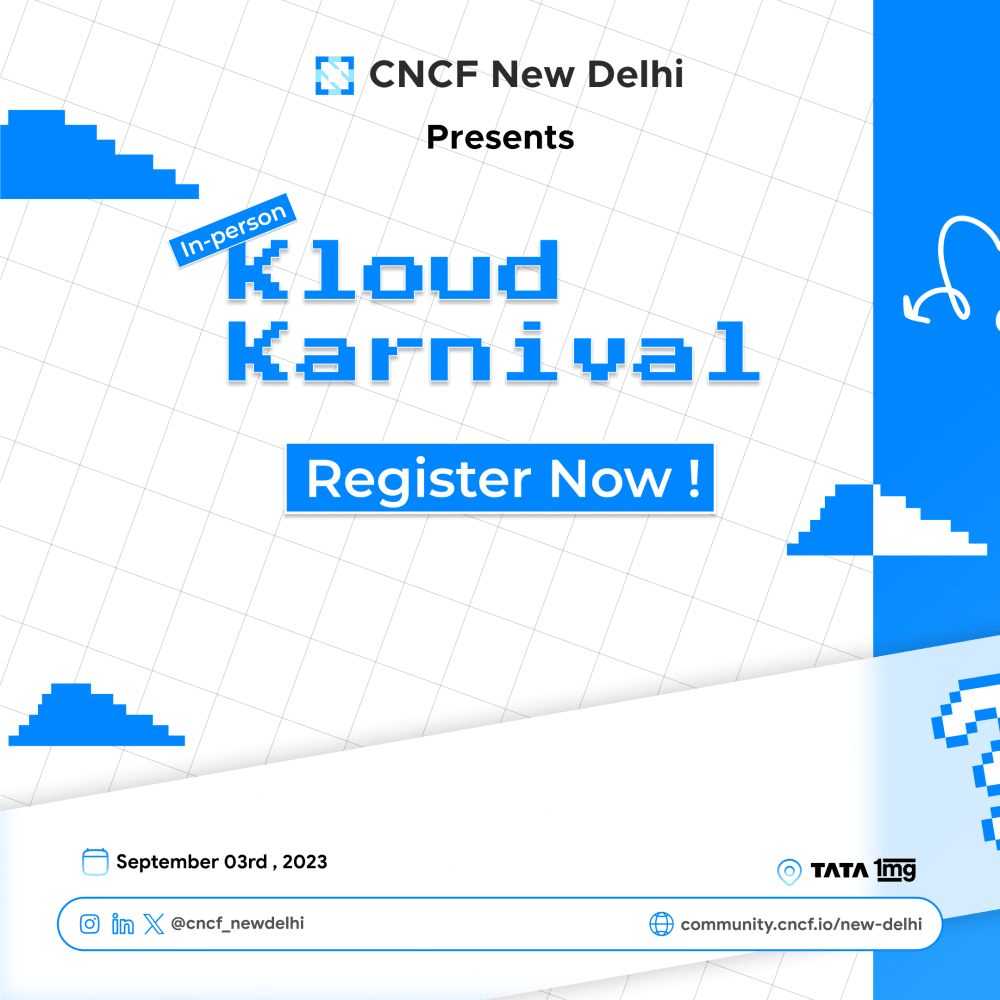 CNCF New Delhi
Presents
In-person
Kloud
Karnival
Register Now !
September 03rd , 2023
TATA 1mg
@cncf_newdelhi
community.cncf.io/new-delhi